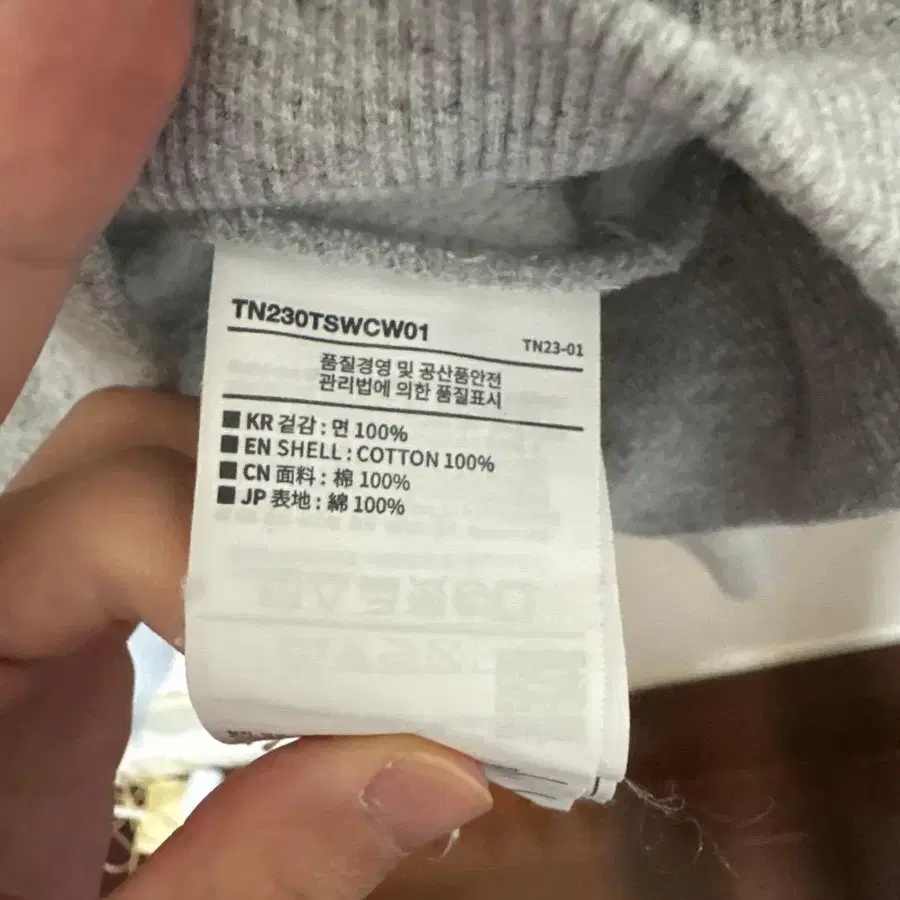 TN230TSWCW01
TN23-01
품질경영 및 공산품안전
관리법에 의한 품질표시
■ KR 겉감 : 면 100%
■ EN SHELL : COTTON 100%
■ CN 面料 : 棉 100%
■ JP 表地 : 綿 100%